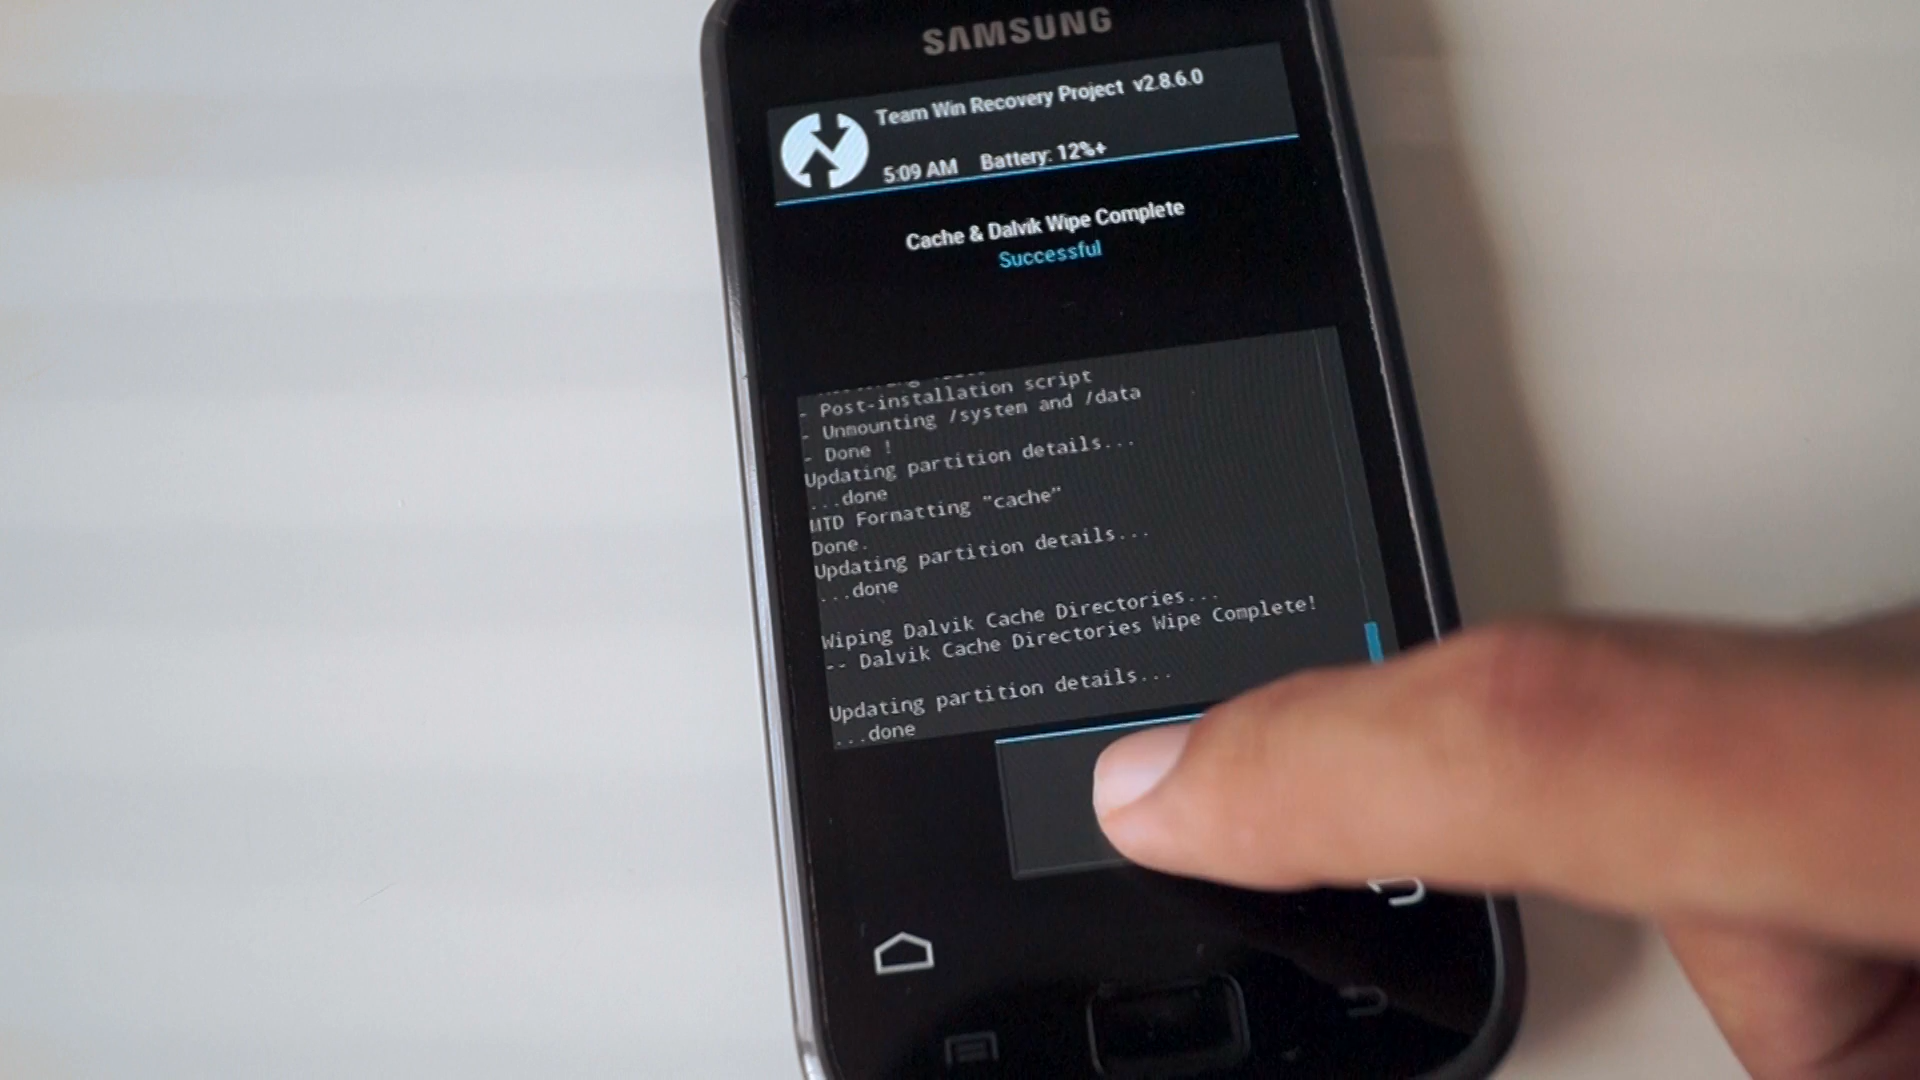 SAMSUNG
Team Win Recovery Project v2.8.6.0
5:09 AM Battery: 12%+
Cache & Dalvik Wipe Complete
Successful
- Post-installation script
- Unmounting /system and /data
- Done !
Updating partition details...
...done
MTD Formatting "cache"
Done.
Updating partition details...
...done
Wiping Dalvik Cache Directories...
-- Dalvik Cache Directories Wipe Complete!
Updating partition details...
...done